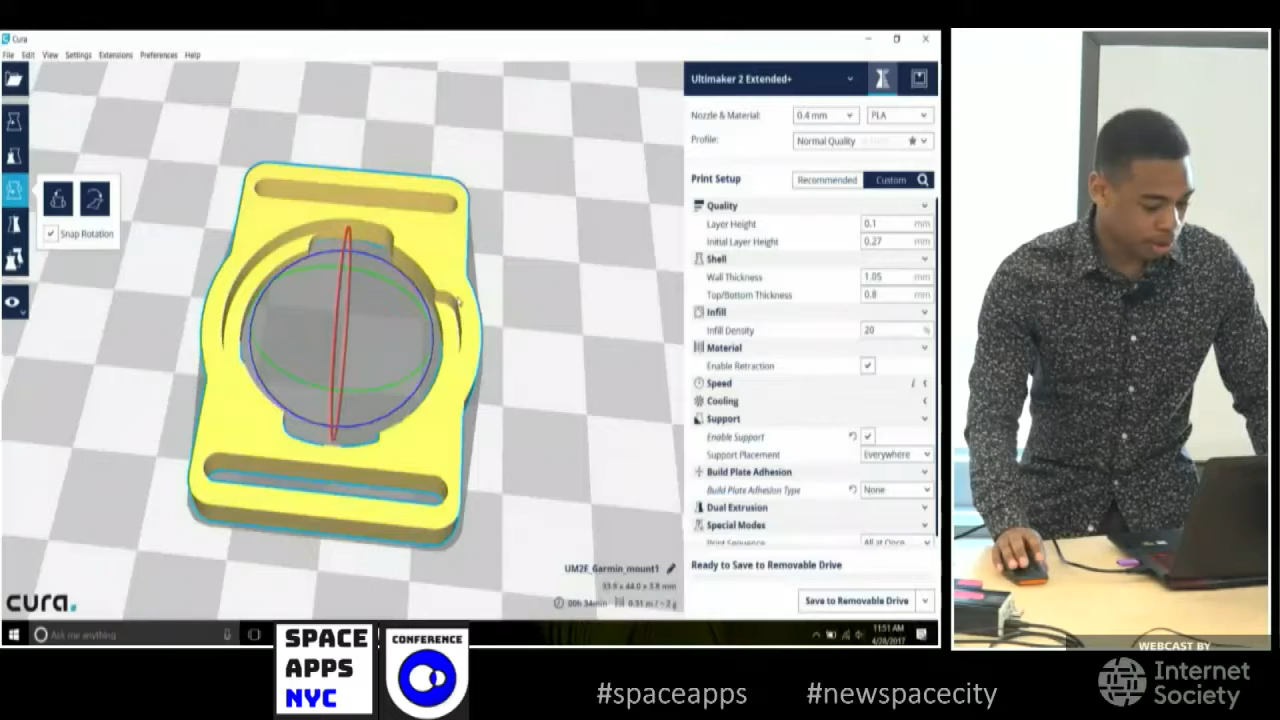 Cura
File Edit View Settings Extensions Preferences Help
Ultimaker 2 Extended+
Nozzle & Material: 0.4 mm PLA
Profile: Normal Quality
Print Setup Recommended Custom
Quality
Layer Height 0.1 mm
Initial Layer Height 0.27 mm
Shell
Wall Thickness 1.05 mm
Top/Bottom Thickness 0.8 mm
Infill
Infill Density 20 %
Material
Enable Retraction
Speed
Cooling
Support
Enable Support
Support Placement Everywhere
Build Plate Adhesion
Build Plate Adhesion Type None
Dual Extrusion
Special Modes
Print Sequence All at Once
Snap Rotation
UM2E_Garmin_mount1
00h 34min
Ready to Save to Removable Drive
Save to Removable Drive
cura.
Ask me anything
11:51 AM
4/28/2017
SPACE
APPS
NYC
CONFERENCE
#spaceapps #newspacecity
WEBCAST BY
Internet
Society